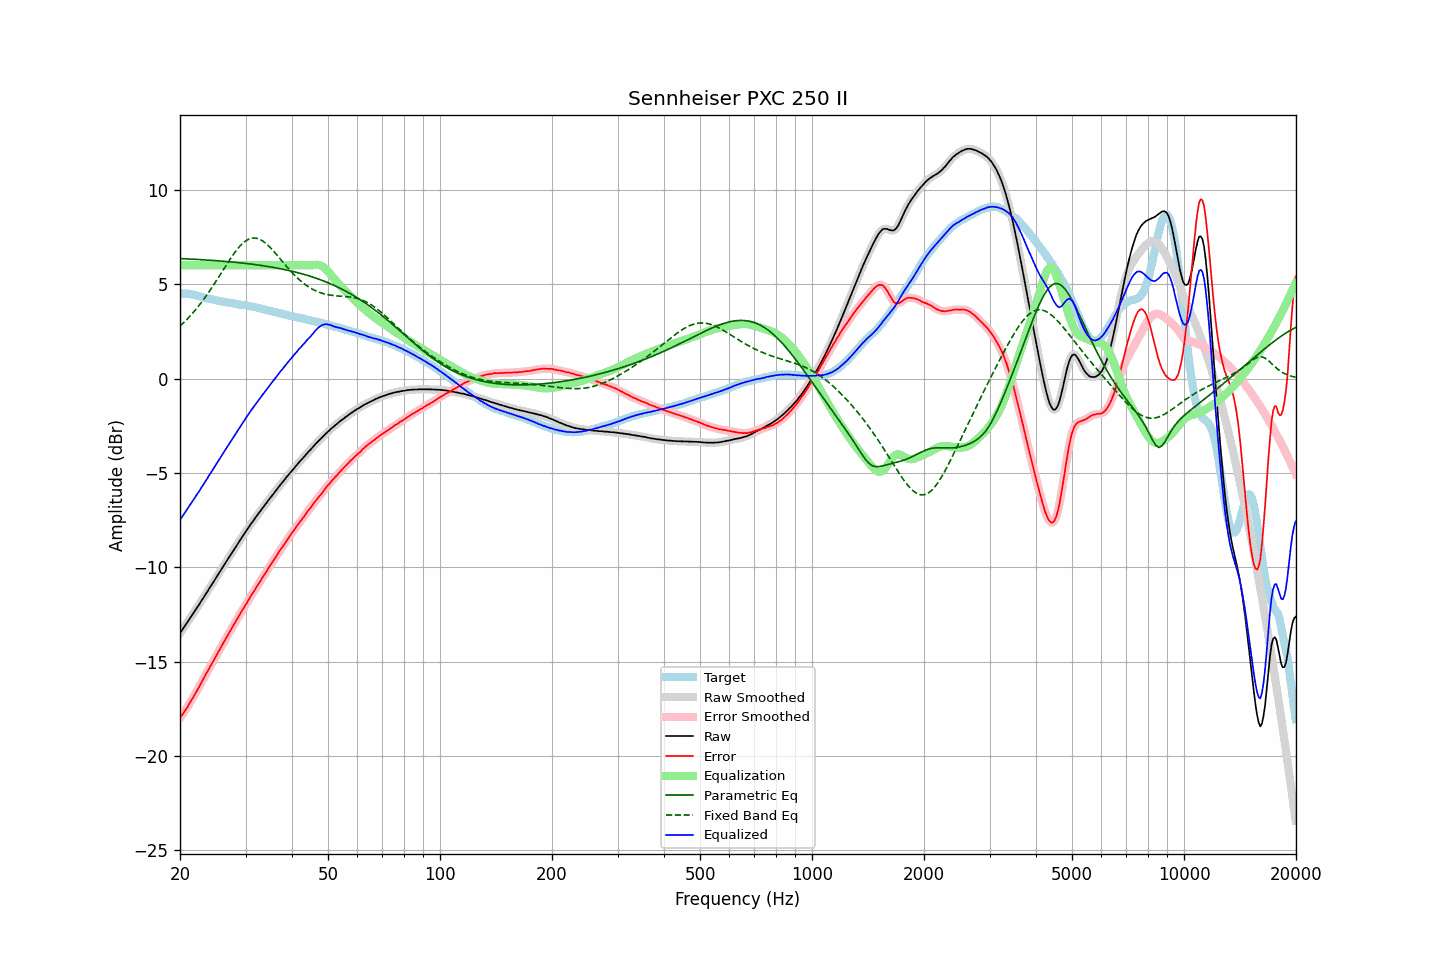 Sennheiser PXC 250 II
Amplitude (dBr)
10
5
0
−5
−10
−15
−20
−25
Target
Raw Smoothed
Error Smoothed
Raw
Error
Equalization
Parametric Eq
Fixed Band Eq
Equalized
20 50 100 200 500 1000 2000 5000 10000 20000
Frequency (Hz)